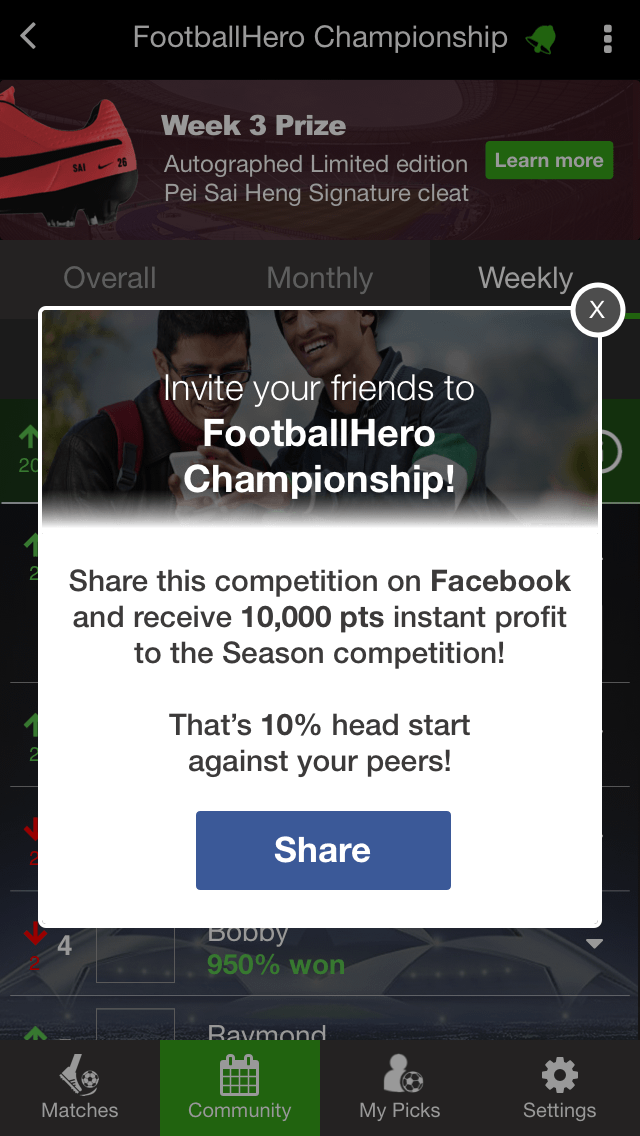 FootballHero Championship
Week 3 Prize
Autographed Limited edition
Pei Sai Heng Signature cleat
Learn more
SAI 26
Overall Monthly Weekly
X
Invite your friends to
FootballHero
Championship!
20
2
Share this competition on Facebook
and receive 10,000 pts instant profit
to the Season competition!
2
That’s 10% head start
against your peers!
Share
2
4 Bobby
2 950% won
Raymond
Matches Community My Picks Settings